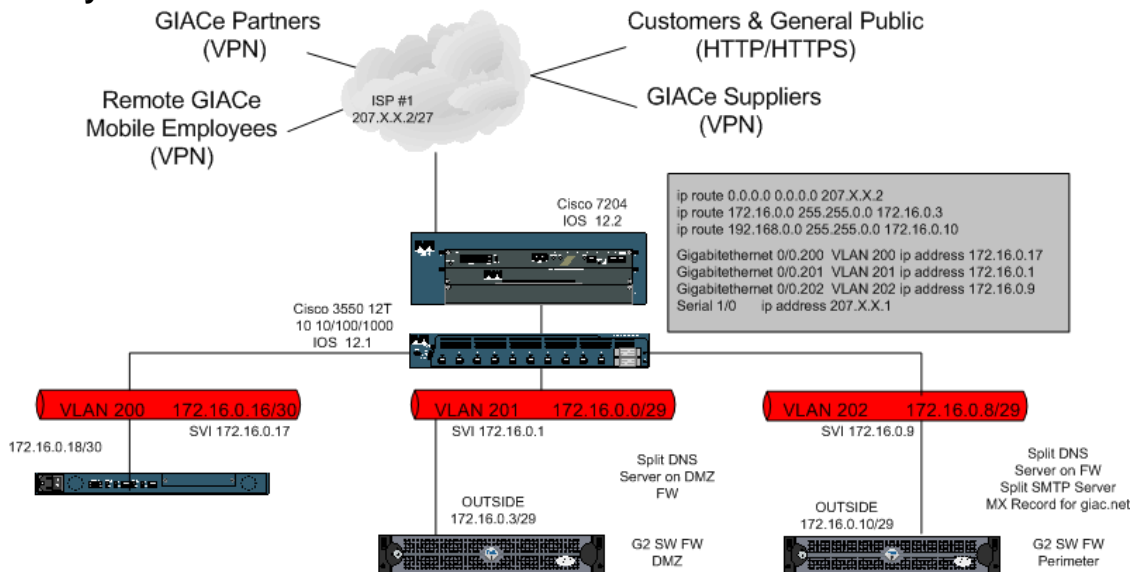 GIACe Partners
(VPN)
Customers & General Public
(HTTP/HTTPS)
ISP #1
207.X.X.2/27
Remote GIACe
Mobile Employees
(VPN)
GIACe Suppliers
(VPN)
Cisco 7204
IOS 12.2
ip route 0.0.0.0 0.0.0.0 207.X.X.2
ip route 172.16.0.0 255.255.0.0 172.16.0.3
ip route 192.168.0.0 255.255.0.0 172.16.0.10
Gigabitethernet 0/0.200 VLAN 200 ip address 172.16.0.17
Gigabitethernet 0/0.201 VLAN 201 ip address 172.16.0.1
Gigabitethernet 0/0.202 VLAN 202 ip address 172.16.0.9
Serial 1/0 ip address 207.X.X.1
Cisco 3550 12T
10 10/100/1000
IOS 12.1
VLAN 200 172.16.0.16/30
SVI 172.16.0.17
172.16.0.18/30
VLAN 201 172.16.0.0/29
SVI 172.16.0.1
Split DNS
Server on DMZ
FW
OUTSIDE
172.16.0.3/29
G2 SW FW
DMZ
VLAN 202 172.16.0.8/29
SVI 172.16.0.9
Split DNS
Server on FW
Split SMTP Server
MX Record for giac.net
OUTSIDE
172.16.0.10/29
G2 SW FW
Perimeter